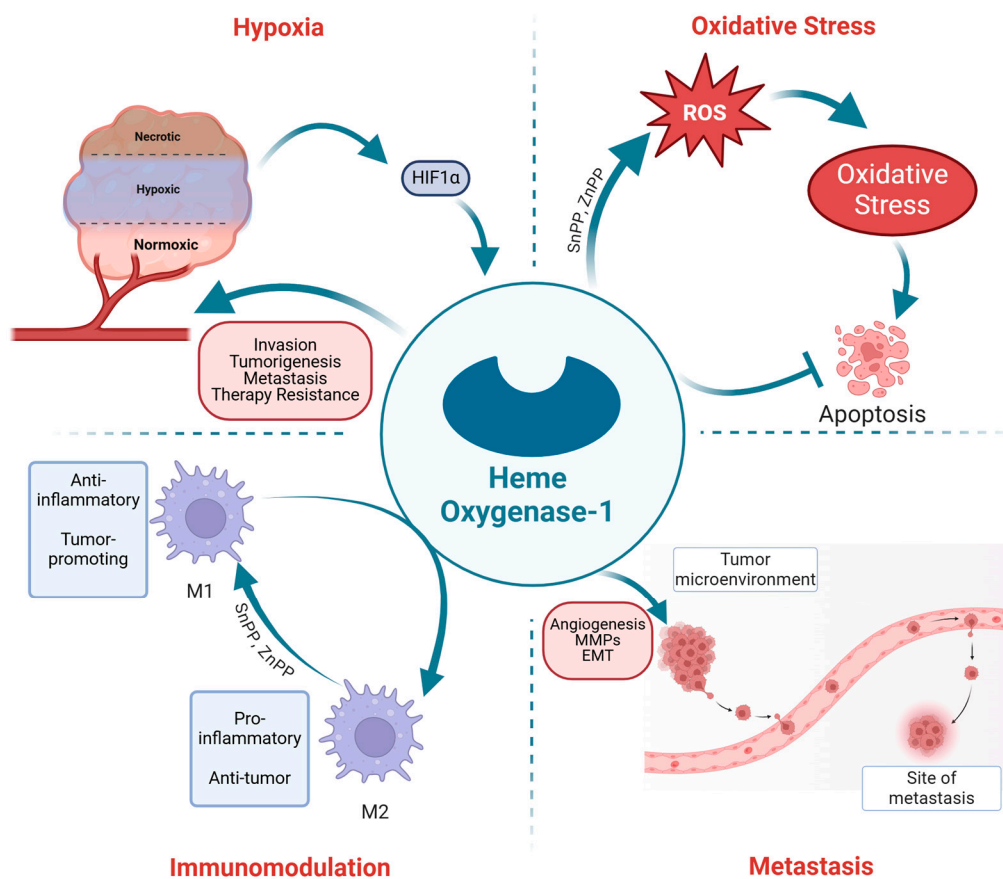 Hypoxia
Necrotic
Hypoxic
Normoxic
HIF1α
Invasion
Tumorigenesis
Metastasis
Therapy Resistance
Oxidative Stress
ROS
SnPP, ZnPP
Oxidative
Stress
Apoptosis
Heme
Oxygenase-1
Anti-
inflammatory
Tumor-
promoting
M1
SnPP, ZnPP
Pro-
inflammatory
Anti-tumor
M2
Immunomodulation
Tumor
microenvironment
Angiogenesis
MMPs
EMT
Site of
metastasis
Metastasis